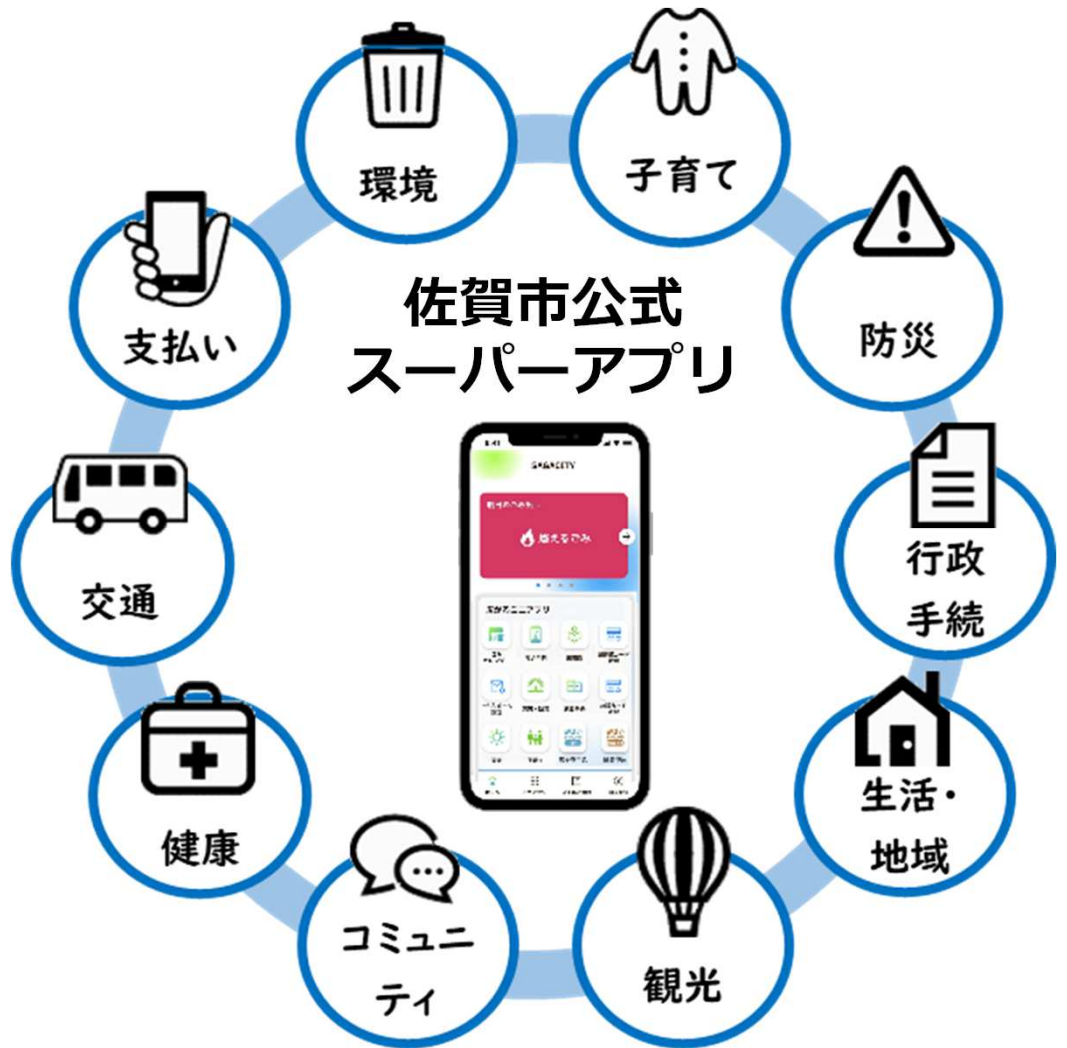 環境
子育て
支払い
防災
佐賀市公式
スーパーアプリ
交通
行政
手続
健康
生活・
地域
コミュニ
ティ
観光
SAGACITY
燃えるごみ